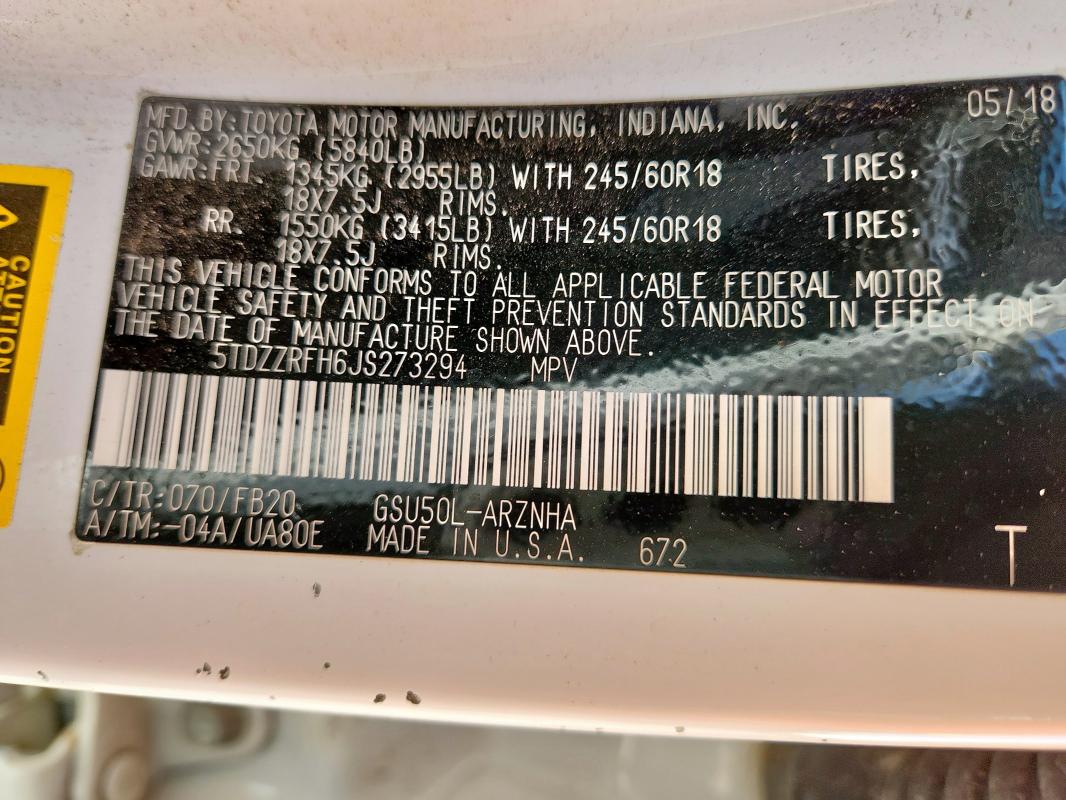 MFD. BY: TOYOTA MOTOR MANUFACTURING, INDIANA, INC. 05/18
GVWR: 2650KG (5840LB)
GAWR: FRT. 1345KG (2955LB) WITH 245/60R18 TIRES,
18X7.5J RIMS.
RR. 1550KG (3415LB) WITH 245/60R18 TIRES,
18X7.5J RIMS.
THIS VEHICLE CONFORMS TO ALL APPLICABLE FEDERAL MOTOR
VEHICLE SAFETY AND THEFT PREVENTION STANDARDS IN EFFECT ON
THE DATE OF MANUFACTURE SHOWN ABOVE.
5TDZZRFH6JS273294 MPV
C/TR: 070/FB20 GSU50L-ARZNHA
A/TM: -04A/UA80E MADE IN U.S.A. 672 T
CAUTION